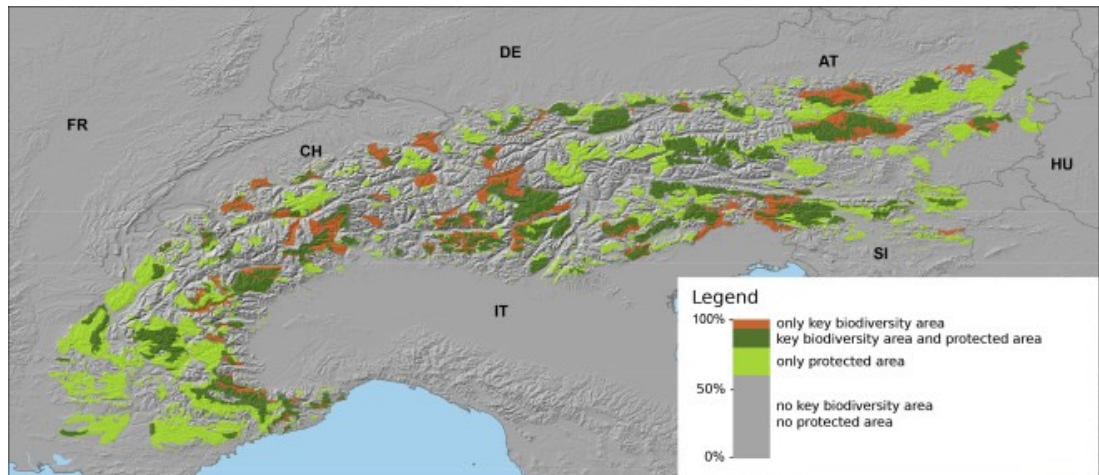 DE
AT
FR
CH
HU
SI
IT
Legend
100%
only key biodiversity area
key biodiversity area and protected area
only protected area
50%
no key biodiversity area
no protected area
0%